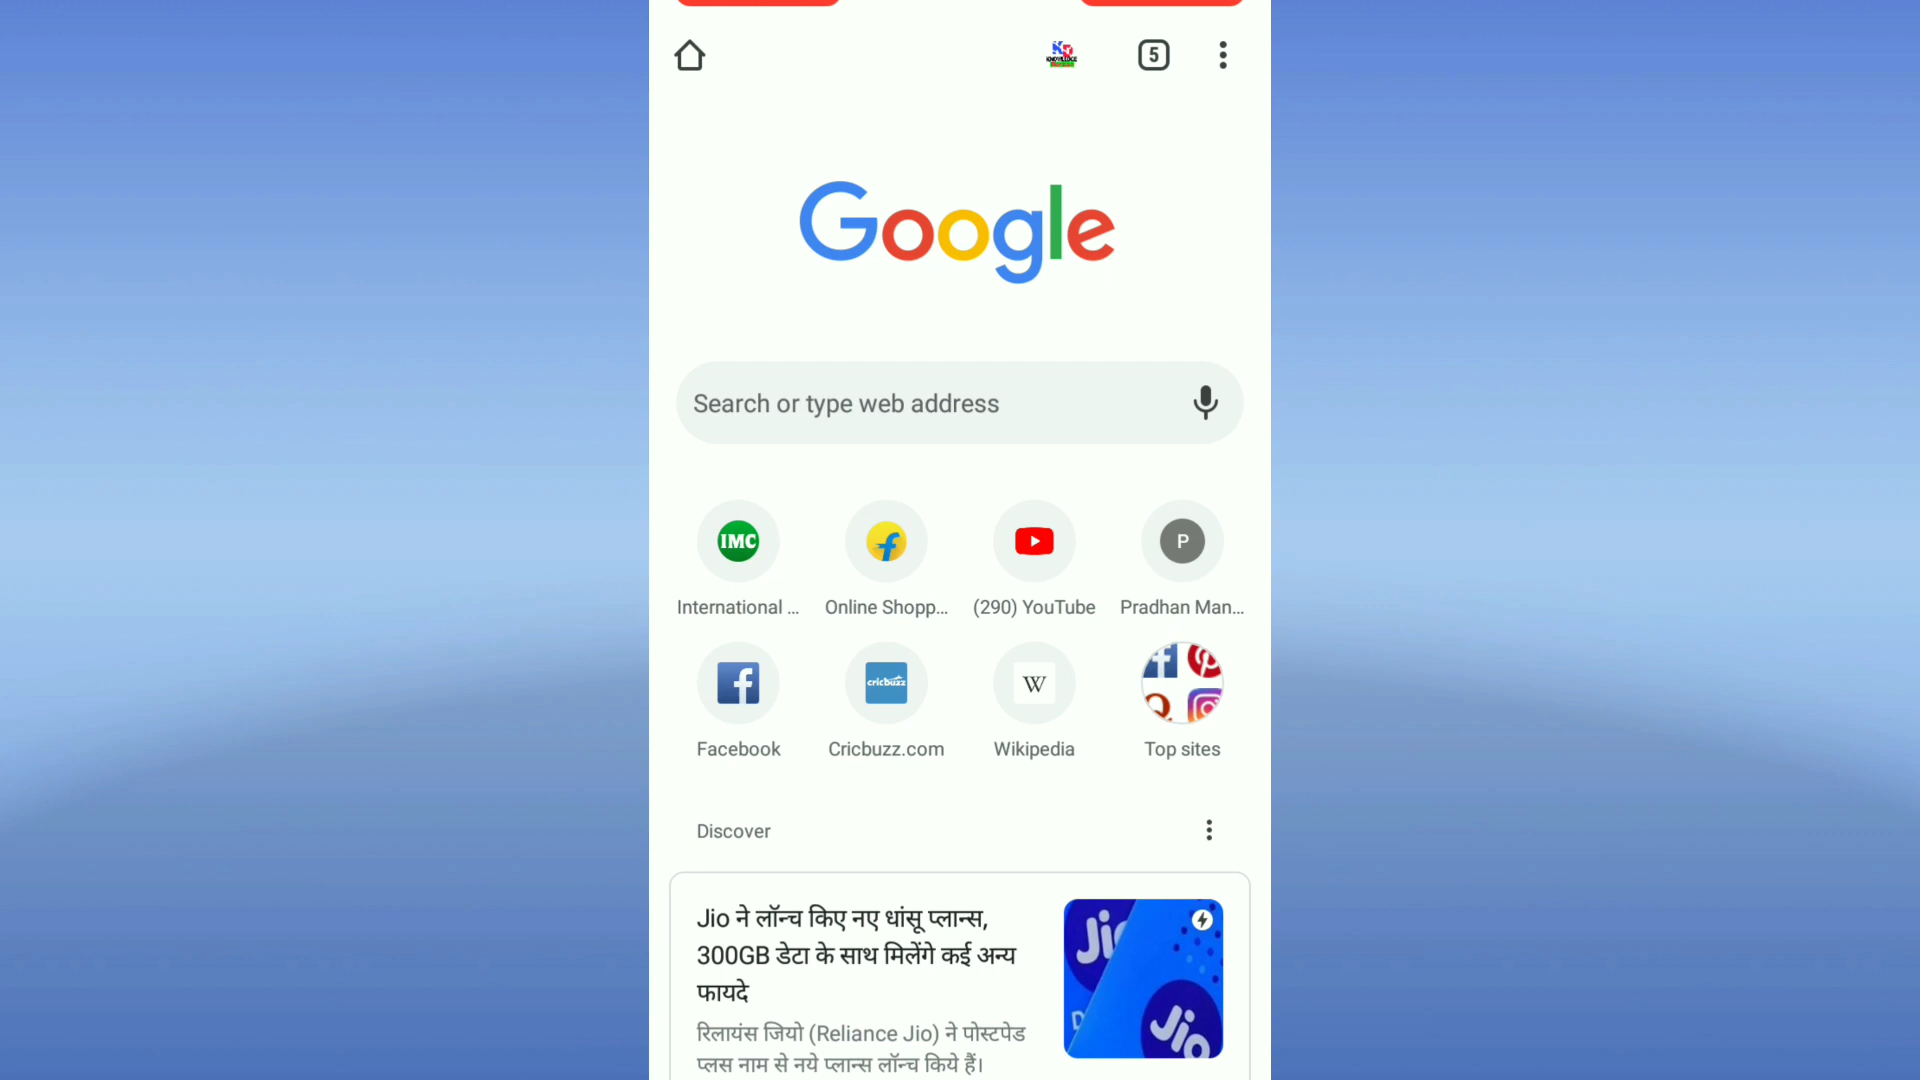 5
Google
Search or type web address
IMC
P
International ...
Online Shopp...
(290) YouTube
Pradhan Man...
cricbuzz
W
Facebook
Cricbuzz.com
Wikipedia
Top sites
Discover
Jio ने लॉन्च किए नए धांसू प्लान्स,
300GB डेटा के साथ मिलेंगे कई अन्य
फायदे
रिलायंस जियो (Reliance Jio) ने पोस्टपेड
प्लस नाम से नये प्लान्स लॉन्च किये हैं।
Jio
Jio